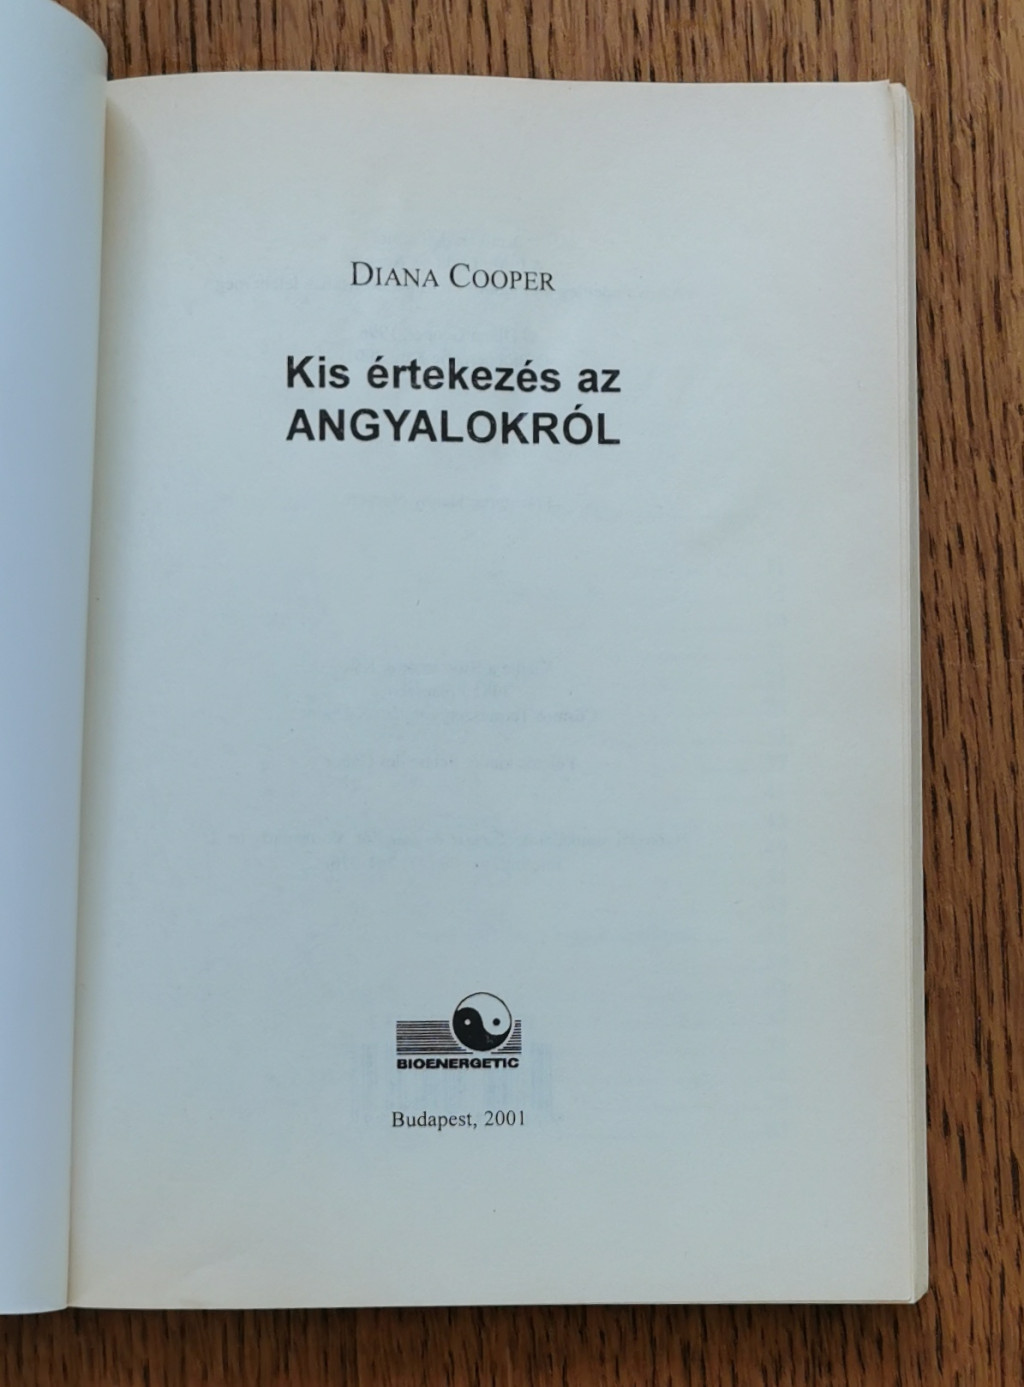 DIANA COOPER
Kis értekezés az
ANGYALOKRÓL
BIOENERGETIC
Budapest, 2001